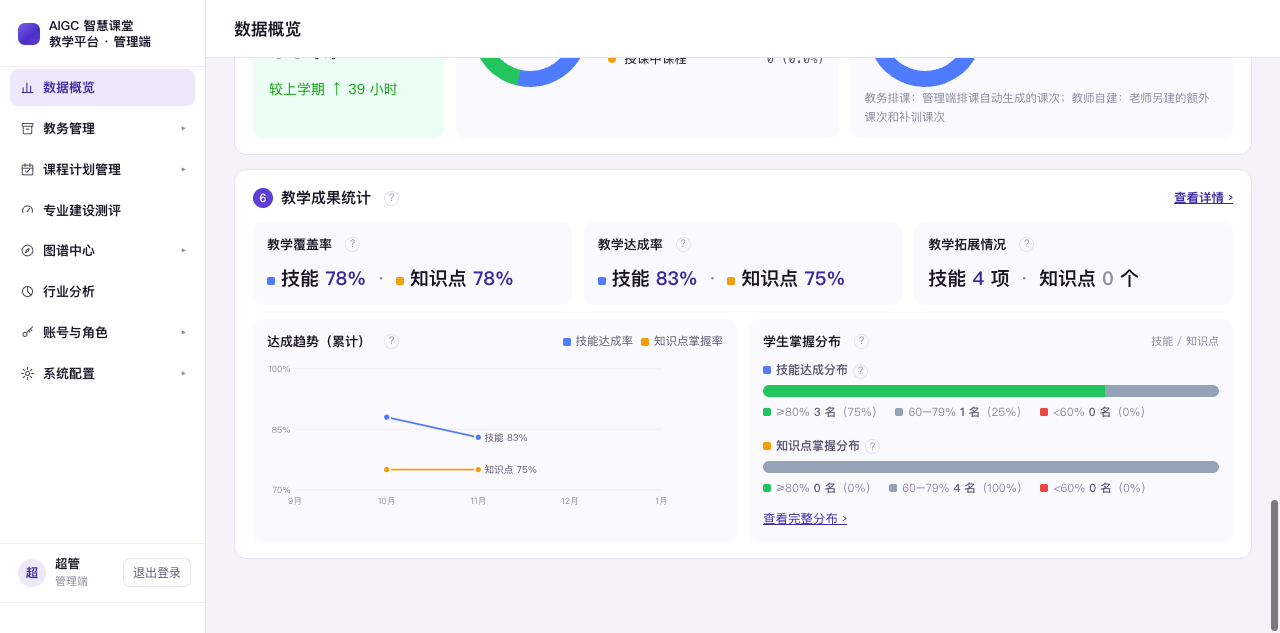 AIGC 智慧课堂
教学平台 · 管理端
数据概览
教务管理
课程计划管理
专业建设测评
图谱中心
行业分析
账号与角色
系统配置
超
超管
管理端
退出登录
数据概览
较上学期 ↑ 39 小时
授课中课程 0 (0.0%)
教务排课：管理端排课自动生成的课次；教师自建：老师另建的额外
课次和补训课次
6 教学成果统计 ?
查看详情 >
教学覆盖率 ?
技能 78% · 知识点 78%
教学达成率 ?
技能 83% · 知识点 75%
教学拓展情况 ?
技能 4 项 · 知识点 0 个
达成趋势（累计） ?
技能达成率 知识点掌握率
100%
85%
70%
技能 83%
知识点 75%
9月 10月 11月 12月 1月
学生掌握分布 ?
技能 / 知识点
技能达成分布 ?
≥80% 3 名 (75%) 60—79% 1 名 (25%) <60% 0 名 (0%)
知识点掌握分布 ?
≥80% 0 名 (0%) 60—79% 4 名 (100%) <60% 0 名 (0%)
查看完整分布 >